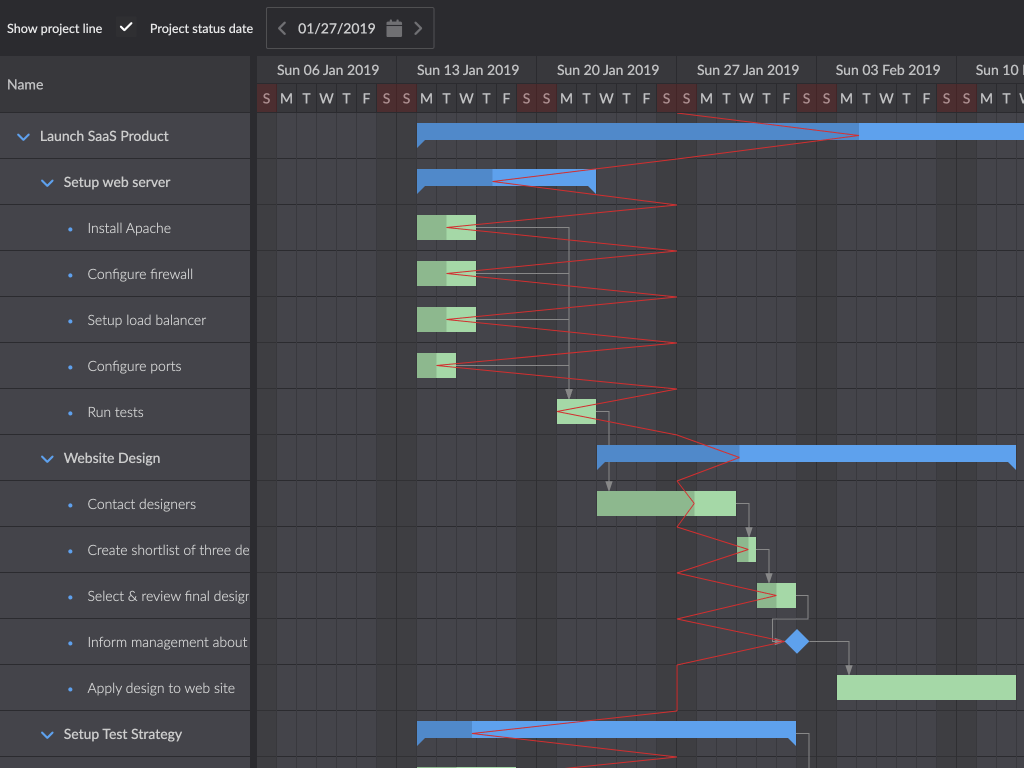 Show project line Project status date 01/27/2019
Name Sun 06 Jan 2019 Sun 13 Jan 2019 Sun 20 Jan 2019 Sun 27 Jan 2019 Sun 03 Feb 2019 Sun 10
S M T W T F S S M T W T F S S M T W T F S S M T W T F S S M T W T F S S M T W
Launch SaaS Product
Setup web server
Install Apache
Configure firewall
Setup load balancer
Configure ports
Run tests
Website Design
Contact designers
Create shortlist of three de
Select & review final design
Inform management about
Apply design to web site
Setup Test Strategy